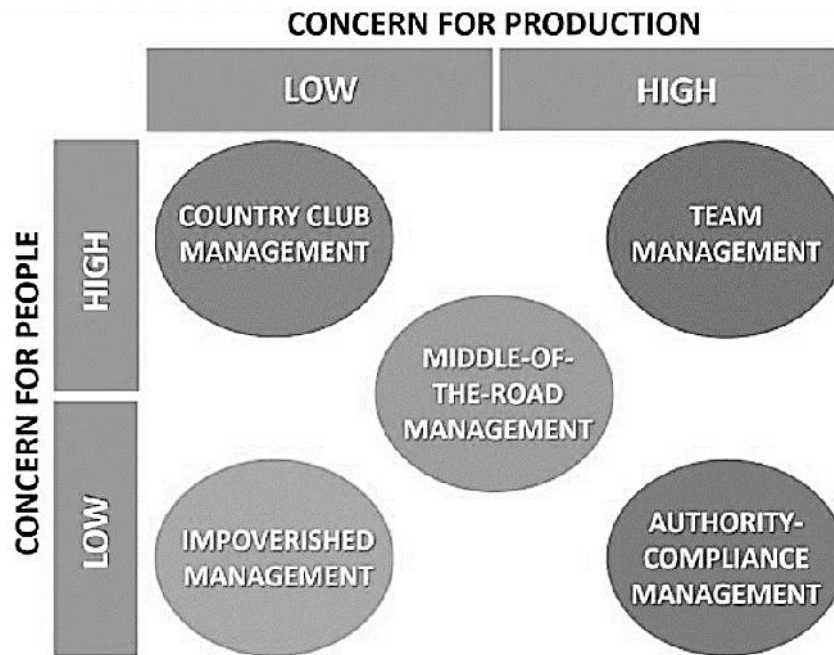 CONCERN FOR PRODUCTION
LOW
HIGH
CONCERN FOR PEOPLE
HIGH
LOW
COUNTRY CLUB
MANAGEMENT
TEAM
MANAGEMENT
MIDDLE-OF-
THE-ROAD
MANAGEMENT
IMPOVERISHED
MANAGEMENT
AUTHORITY-
COMPLIANCE
MANAGEMENT